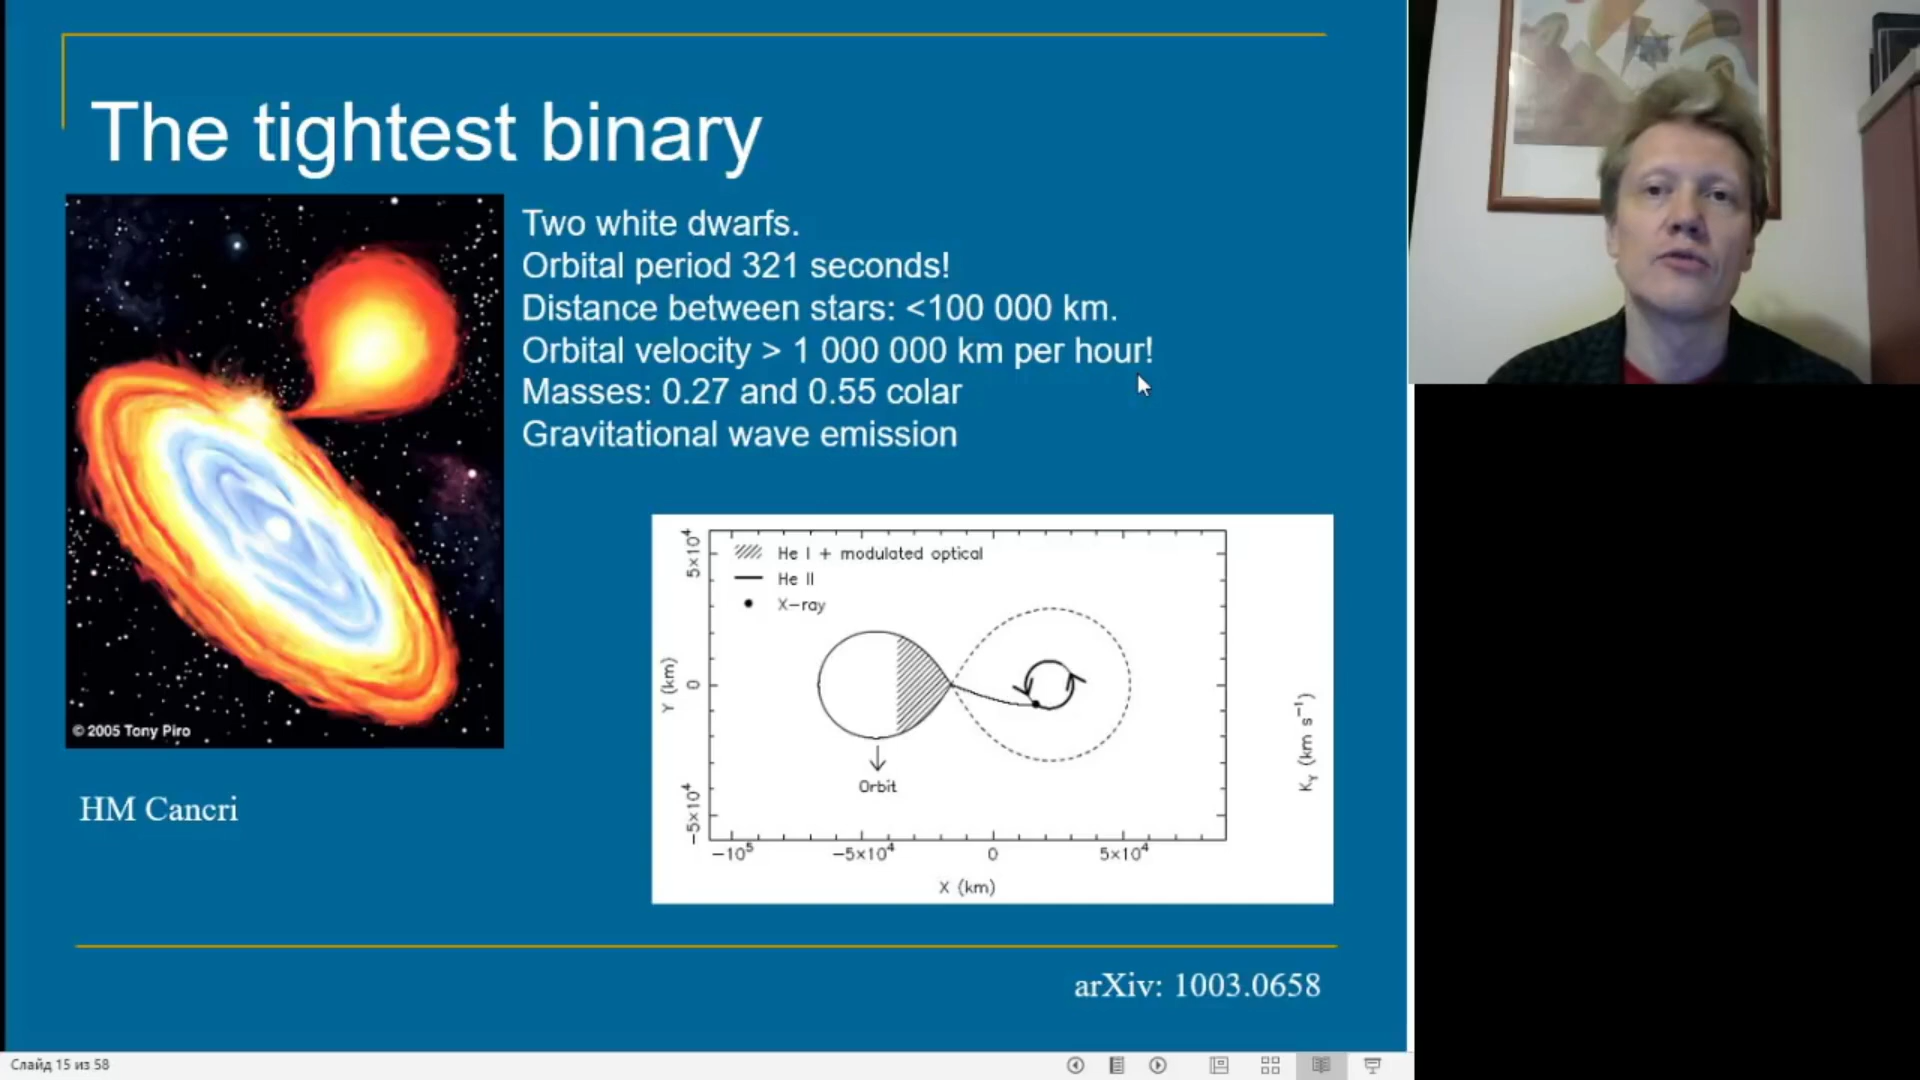 The tightest binary
Two white dwarfs.
Orbital period 321 seconds!
Distance between stars: <100 000 km.
Orbital velocity > 1 000 000 km per hour!
Masses: 0.27 and 0.55 colar
Gravitational wave emission
© 2005 Tony Piro
HM Cancri
He I + modulated optical
He II
X-ray
Y (km)
5×10⁴
0
−5×10⁴
Orbit
−10⁵ −5×10⁴ 0 5×10⁴
X (km)
K_Y (km s⁻¹)
arXiv: 1003.0658
Слайд 15 из 58